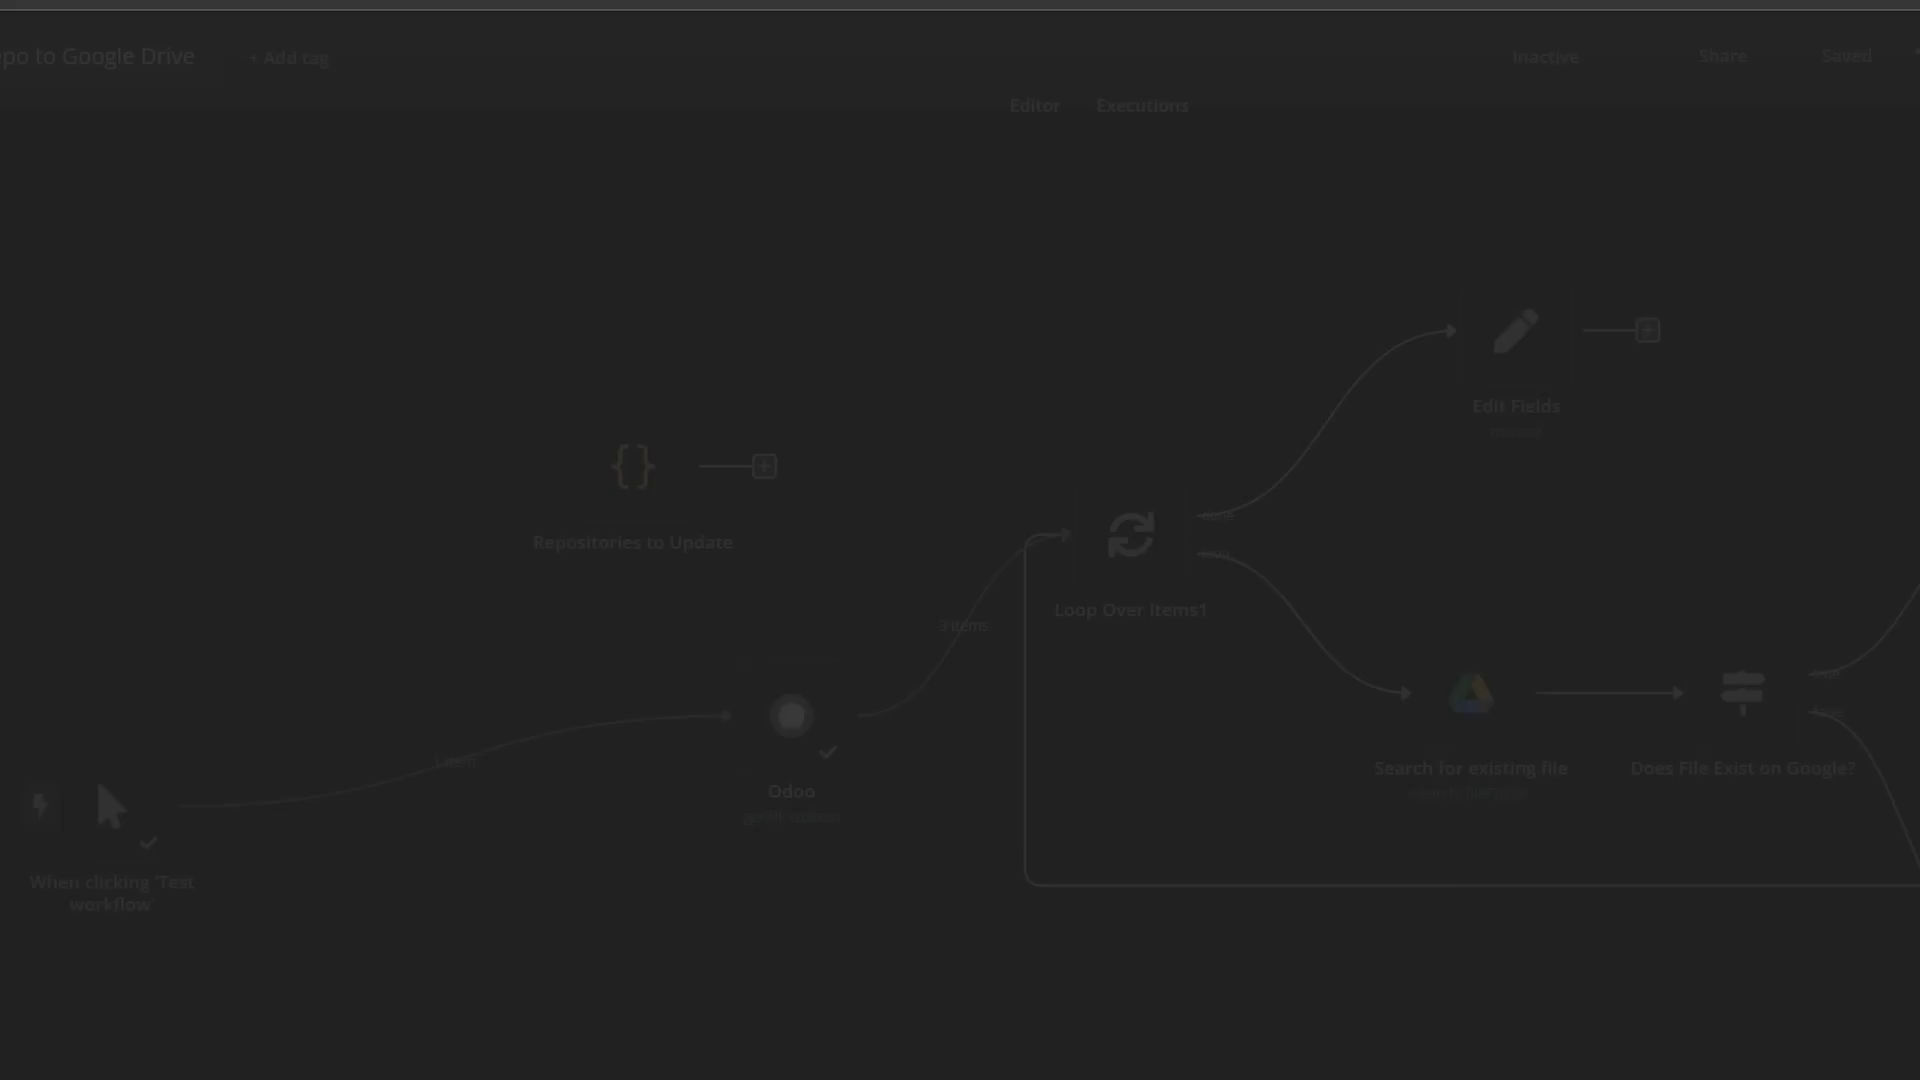 po to Google Drive
+ Add tag
Inactive
Share
Saved
Editor
Executions
Edit Fields
Repositories to Update
Loop Over Items1
3 items
1 item
Search for existing file
Does File Exist on Google?
Odoo
When clicking 'Test
workflow'